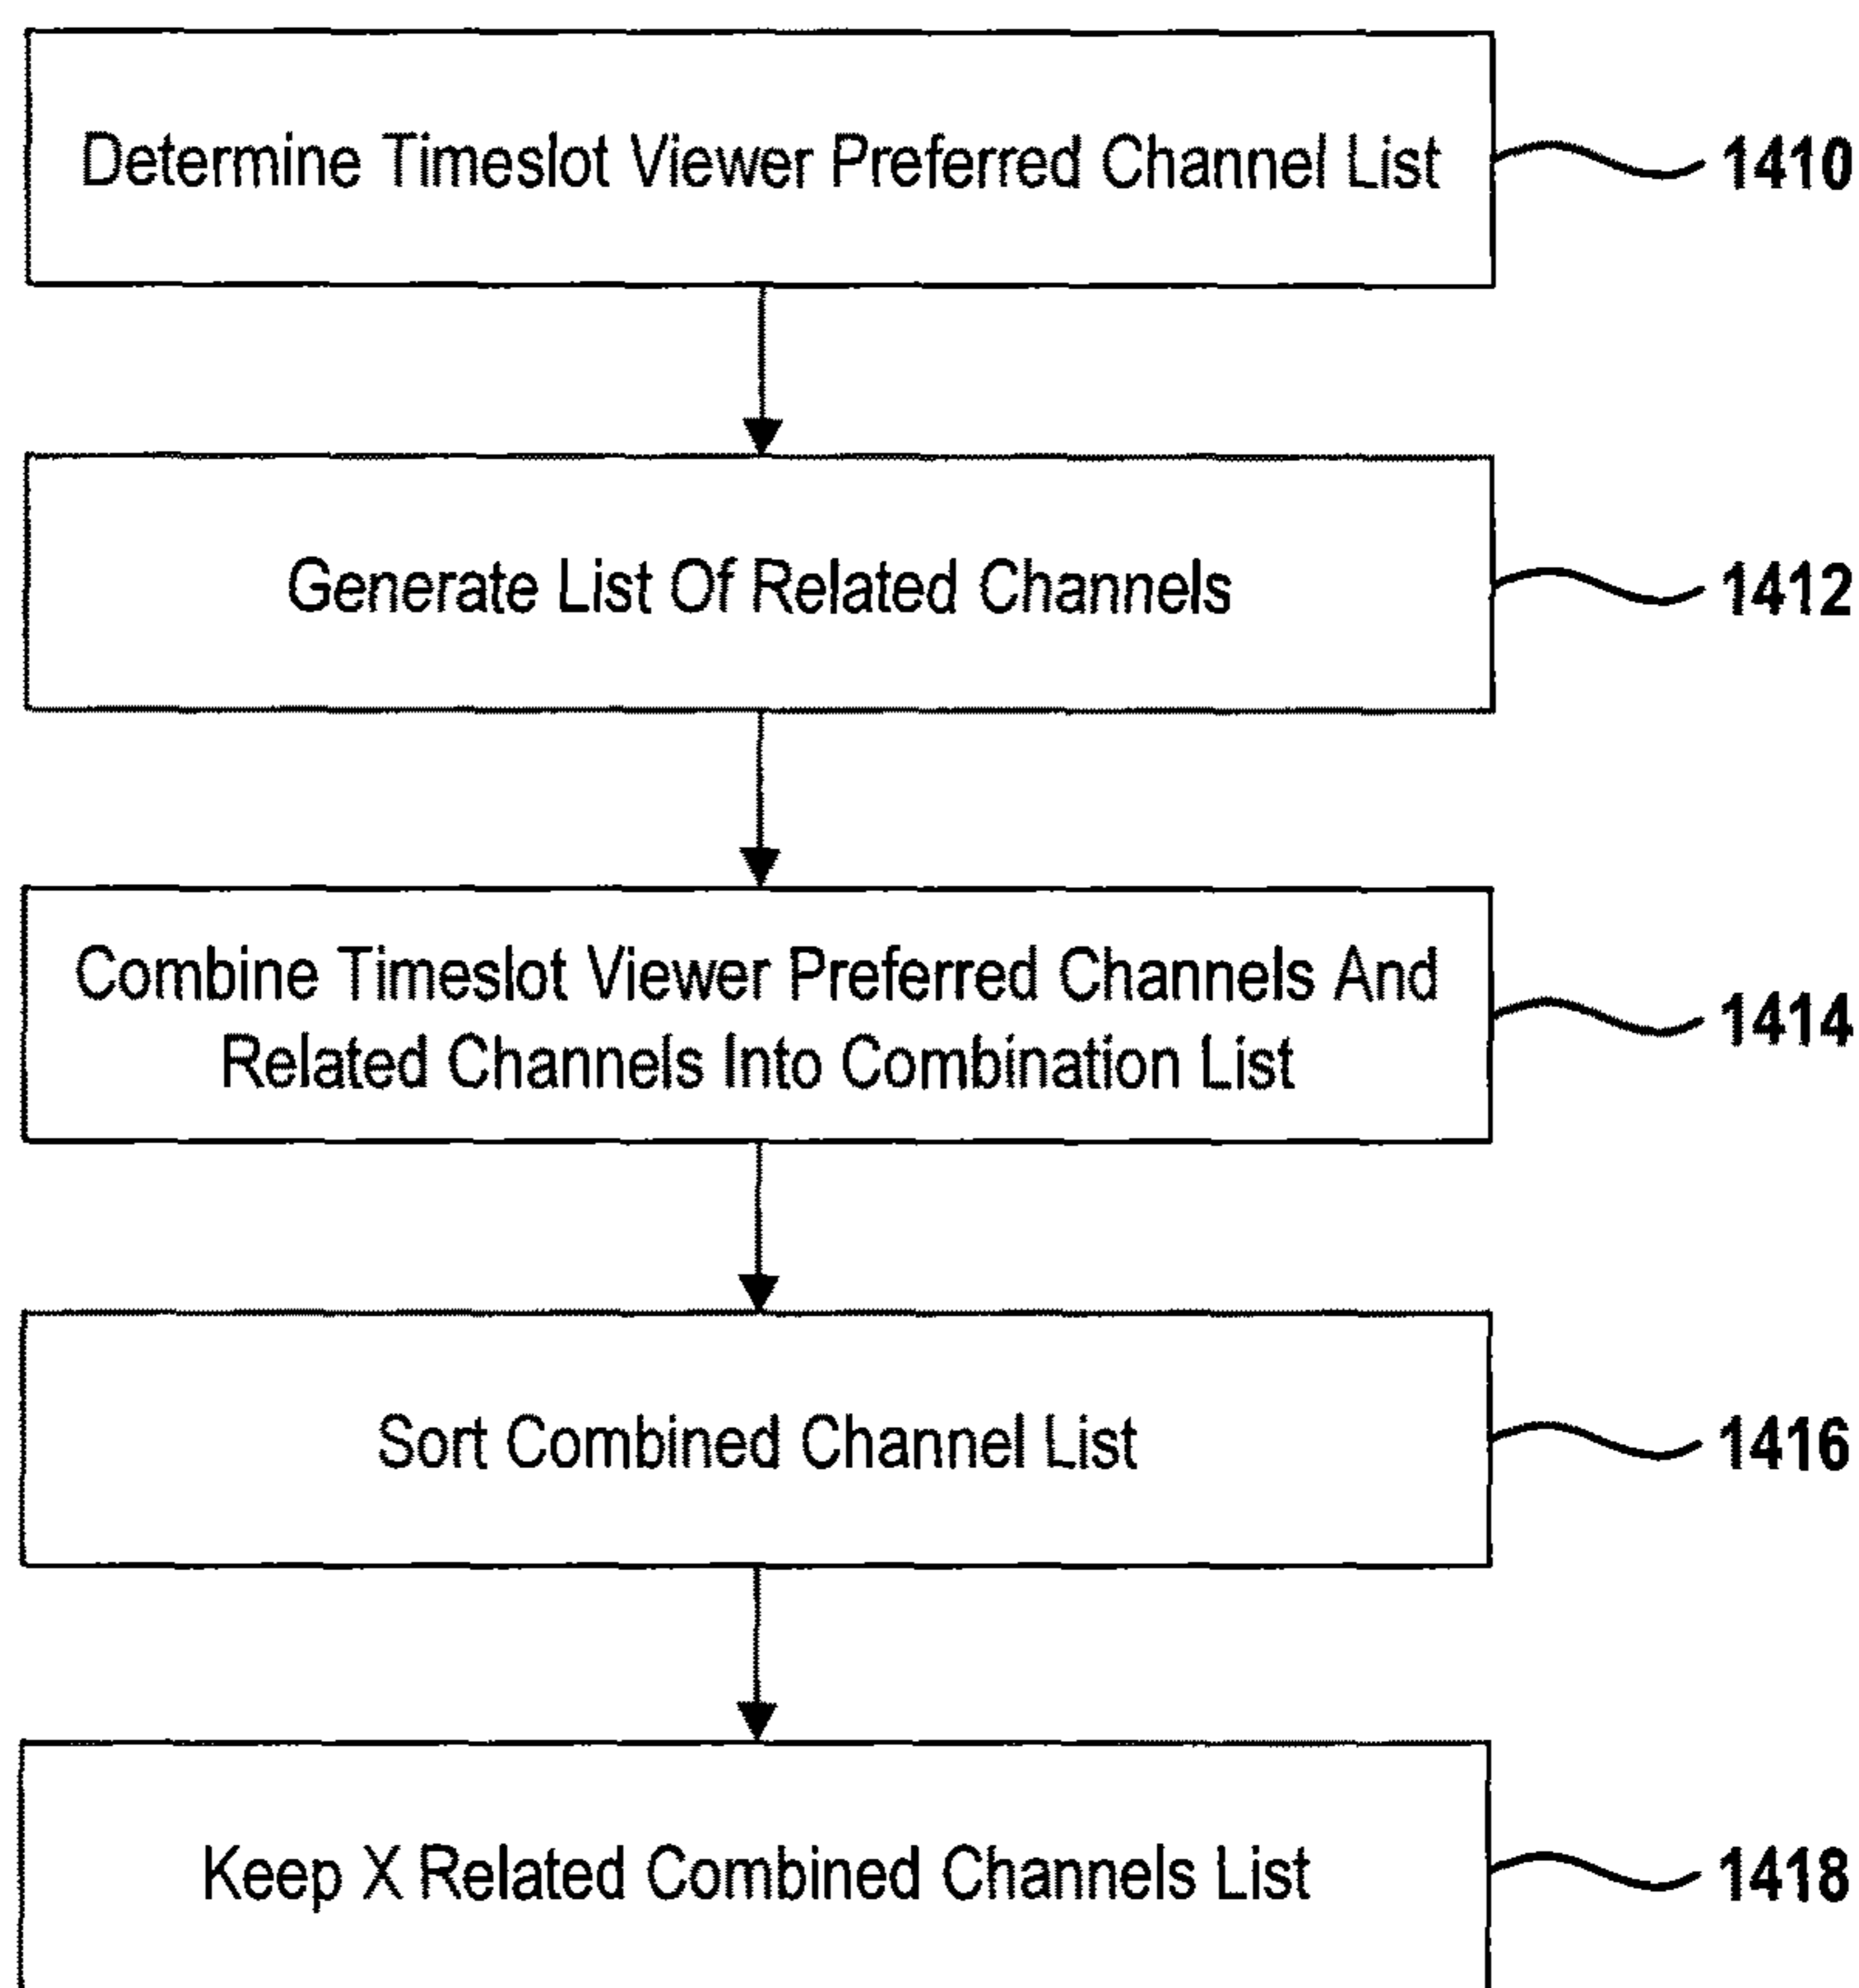 Determine Timeslot Viewer Preferred Channel List
1410
Generate List Of Related Channels
1412
Combine Timeslot Viewer Preferred Channels And
Related Channels Into Combination List
1414
Sort Combined Channel List
1416
Keep X Related Combined Channels List
1418